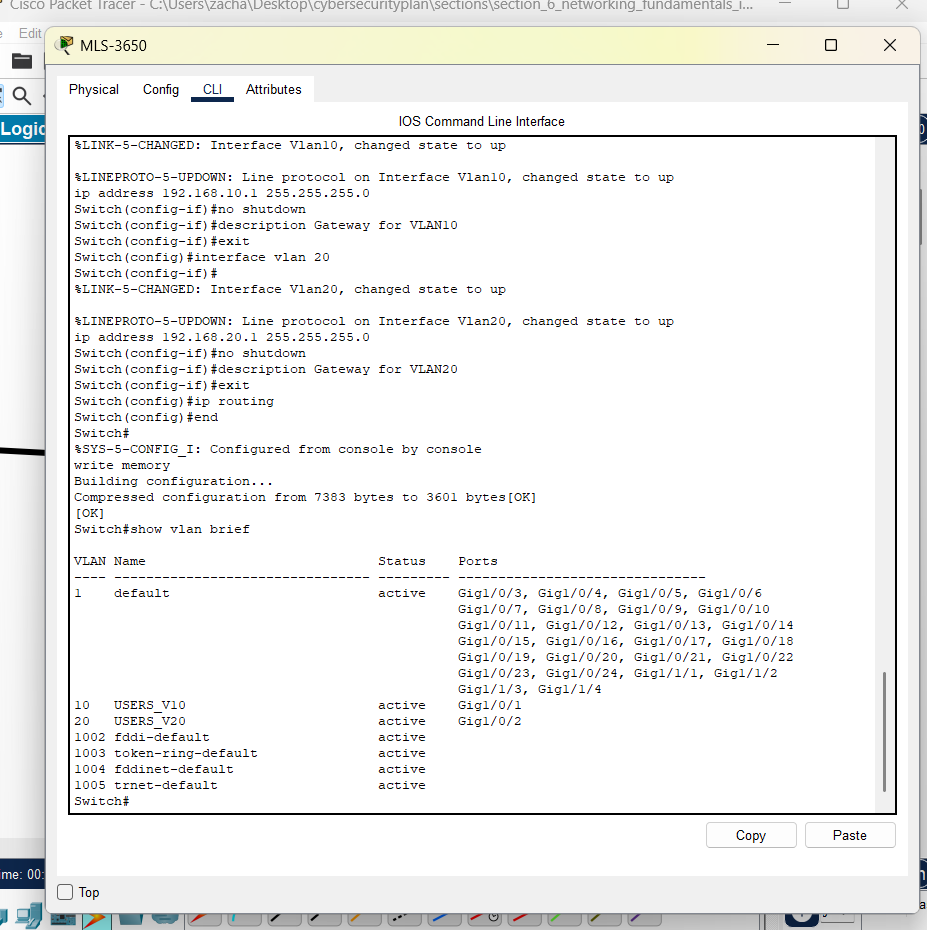 Cisco Packet Tracer - C:\Users\zacha\Desktop\cybersecurityplan\sections\section_6_networking_fundamentals_i...
Edit
MLS-3650
Physical Config CLI Attributes
Logic
IOS Command Line Interface
%LINK-5-CHANGED: Interface Vlan10, changed state to up
%LINEPROTO-5-UPDOWN: Line protocol on Interface Vlan10, changed state to up
ip address 192.168.10.1 255.255.255.0
Switch(config-if)#no shutdown
Switch(config-if)#description Gateway for VLAN10
Switch(config-if)#exit
Switch(config)#interface vlan 20
Switch(config-if)#
%LINK-5-CHANGED: Interface Vlan20, changed state to up
%LINEPROTO-5-UPDOWN: Line protocol on Interface Vlan20, changed state to up
ip address 192.168.20.1 255.255.255.0
Switch(config-if)#no shutdown
Switch(config-if)#description Gateway for VLAN20
Switch(config-if)#exit
Switch(config)#ip routing
Switch(config)#end
Switch#
%SYS-5-CONFIG_I: Configured from console by console
write memory
Building configuration...
Compressed configuration from 7383 bytes to 3601 bytes[OK]
[OK]
Switch#show vlan brief
VLAN Name Status Ports
---- -------------------------------- --------- -------------------------------
1 default active Gig1/0/3, Gig1/0/4, Gig1/0/5, Gig1/0/6
Gig1/0/7, Gig1/0/8, Gig1/0/9, Gig1/0/10
Gig1/0/11, Gig1/0/12, Gig1/0/13, Gig1/0/14
Gig1/0/15, Gig1/0/16, Gig1/0/17, Gig1/0/18
Gig1/0/19, Gig1/0/20, Gig1/0/21, Gig1/0/22
Gig1/0/23, Gig1/0/24, Gig1/1/1, Gig1/1/2
Gig1/1/3, Gig1/1/4
10 USERS_V10 active Gig1/0/1
20 USERS_V20 active Gig1/0/2
1002 fddi-default active
1003 token-ring-default active
1004 fddinet-default active
1005 trnet-default active
Switch#
Copy Paste
me: 00:
Top